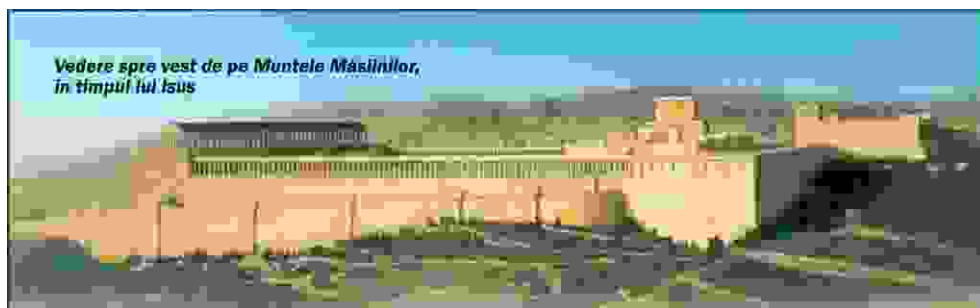 Vedere spre vest de pe Muntele Măslinilor,
în timpul lui Isus